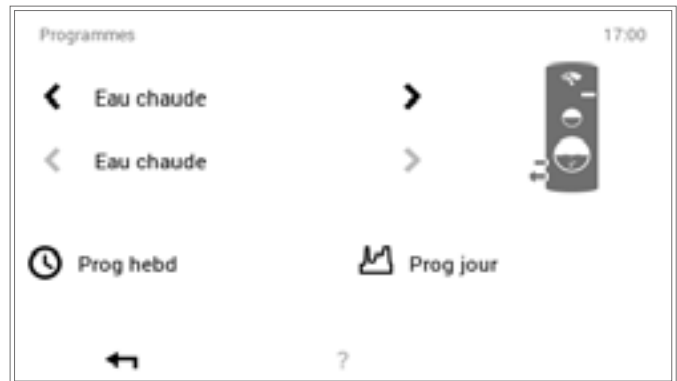 Programmes 17:00
Eau chaude
Eau chaude
Prog hebd Prog jour
?